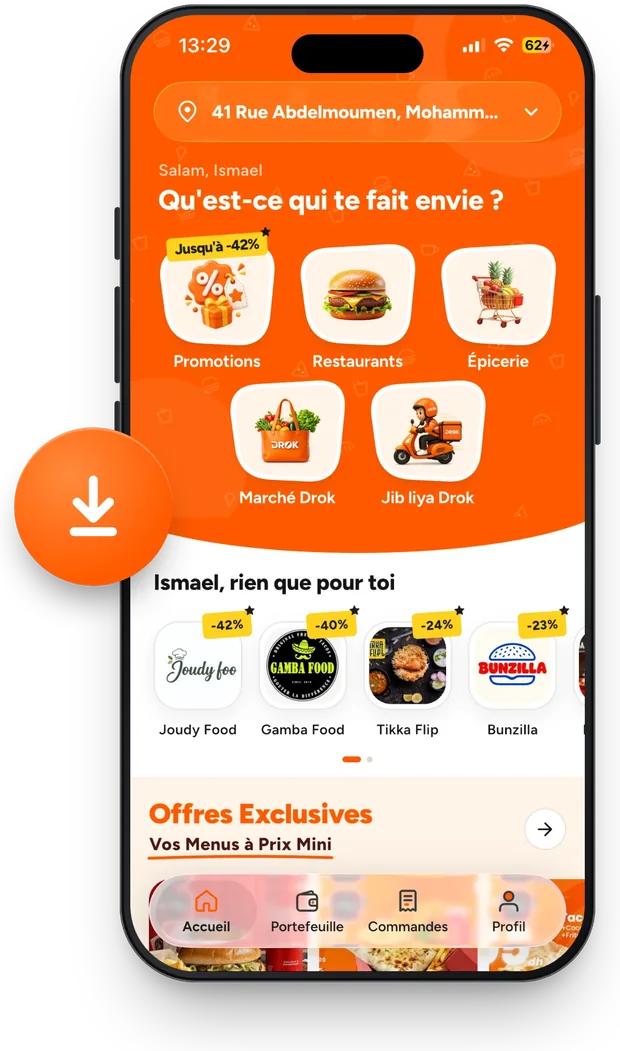 13:29
62
41 Rue Abdelmoumen, Mohamm...
Salam, Ismael
Qu'est-ce qui te fait envie ?
Jusqu'à -42%
%
Promotions
Restaurants
Épicerie
DROK
DROK
Marché Drok
Jib liya Drok
Ismael, rien que pour toi
-42%
-40%
-24%
-23%
Joudy foo
GAMBA FOOD
BUNZILLA
Joudy Food
Gamba Food
Tikka Flip
Bunzilla
Offres Exclusives
Vos Menus à Prix Mini
Accueil
Portefeuille
Commandes
Profil
dh